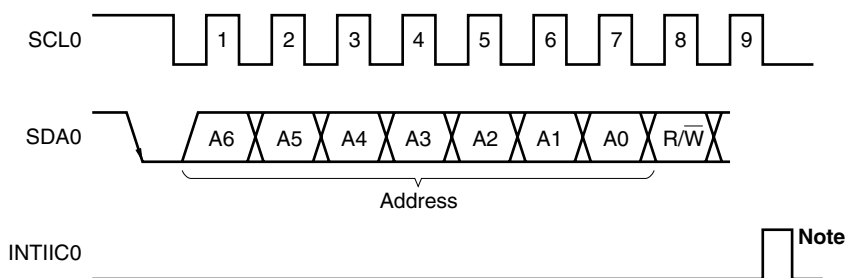 SCL0 1 2 3 4 5 6 7 8 9
SDA0 A6 A5 A4 A3 A2 A1 A0 R/W̅
Address
INTIIC0 Note